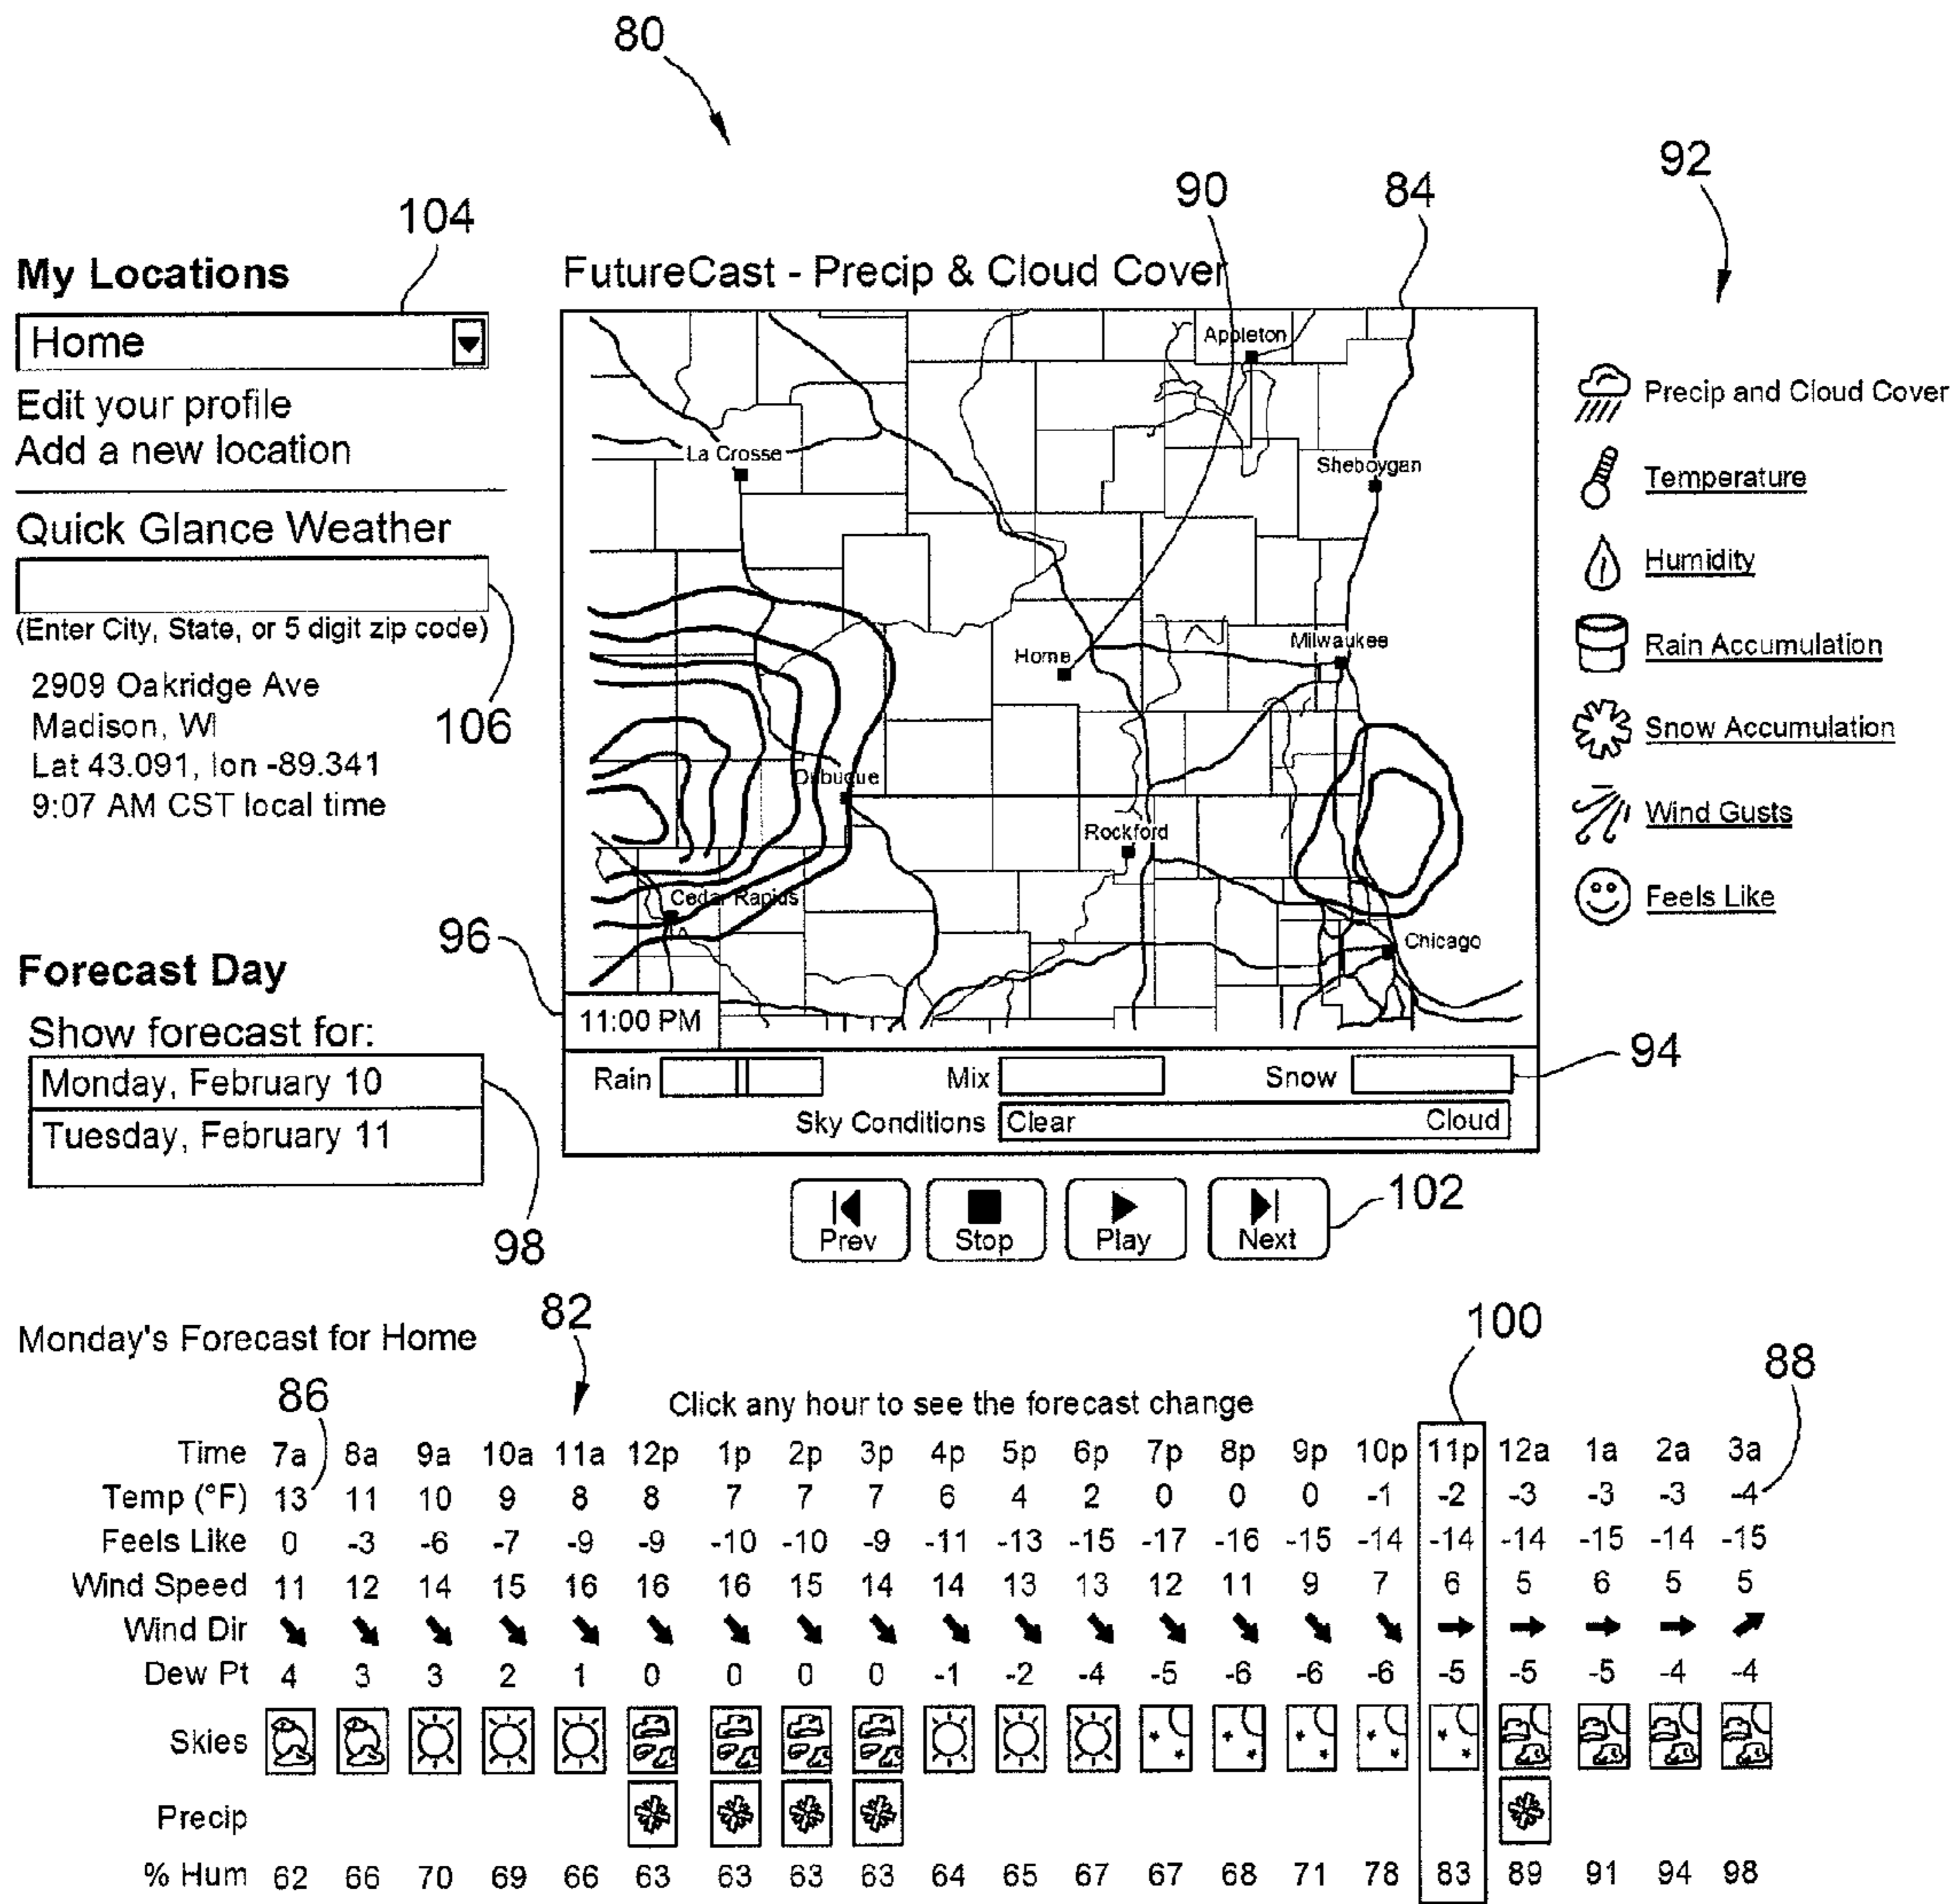 80
92
90
84
104
My Locations
Home
Edit your profile
Add a new location
Quick Glance Weather
(Enter City, State, or 5 digit zip code)
2909 Oakridge Ave
Madison, WI
Lat 43.091, lon -89.341
9:07 AM CST local time
106
FutureCast - Precip & Cloud Cover
Appleton
La Crosse
Sheboygan
Home
Milwaukee
Dubuque
Rockford
Cedar Rapids
Chicago
Precip and Cloud Cover
Temperature
Humidity
Rain Accumulation
Snow Accumulation
Wind Gusts
Feels Like
96
11:00 PM
Rain
Mix
Snow
94
Sky Conditions Clear Cloud
Forecast Day
Show forecast for:
Monday, February 10
Tuesday, February 11
98
Prev Stop Play Next
102
82
100
Monday's Forecast for Home
86
88
Click any hour to see the forecast change
Time 7a 8a 9a 10a 11a 12p 1p 2p 3p 4p 5p 6p 7p 8p 9p 10p 11p 12a 1a 2a 3a
Temp (°F) 13 11 10 9 8 8 7 7 7 6 4 2 0 0 0 -1 -2 -3 -3 -3 -4
Feels Like 0 -3 -6 -7 -9 -9 -10 -10 -9 -11 -13 -15 -17 -16 -15 -14 -14 -14 -15 -14 -15
Wind Speed 11 12 14 15 16 16 16 15 14 14 13 13 12 11 9 7 6 5 6 5 5
Wind Dir
Dew Pt 4 3 3 2 1 0 0 0 0 -1 -2 -4 -5 -6 -6 -6 -5 -5 -5 -4 -4
Skies
Precip
% Hum 62 66 70 69 66 63 63 63 63 64 65 67 67 68 71 78 83 89 91 94 98